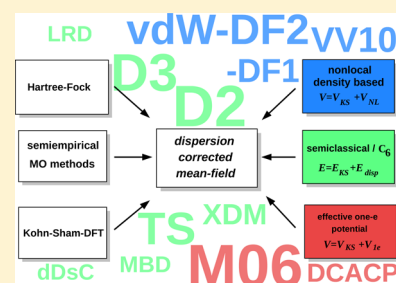 LRD
vdW-DF2
VV10
D3
-DF1
D2
Hartree-Fock
nonlocal
density based
V=V_KS +V_NL
semiempirical
MO methods
dispersion
corrected
mean-field
semiclassical / C_6
E=E_KS+E_disp
Kohn-Sham-DFT
TS
XDM
effective one-e
potential
V=V_KS +V_1e
dDsC
MBD
M06
DCACP